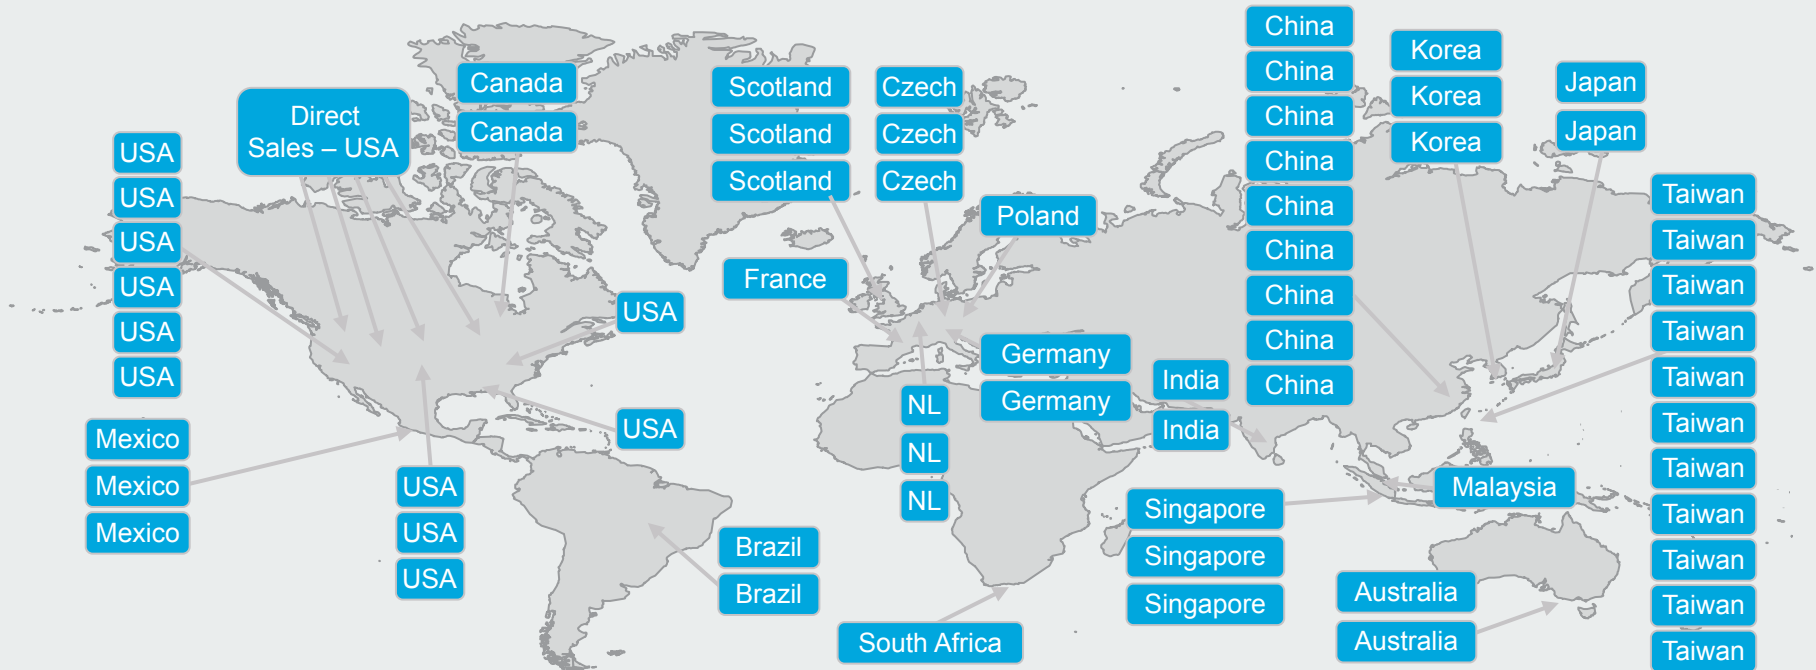 Direct
Sales – USA
USA
USA
USA
USA
USA
USA
Mexico
Mexico
Mexico
USA
USA
USA
Canada
Canada
USA
USA
Brazil
Brazil
Scotland
Scotland
Scotland
France
Czech
Czech
Czech
Poland
Germany
Germany
NL
NL
NL
South Africa
India
India
Singapore
Singapore
Singapore
China
China
China
China
China
China
China
China
China
Korea
Korea
Korea
Japan
Japan
Malaysia
Australia
Australia
Taiwan
Taiwan
Taiwan
Taiwan
Taiwan
Taiwan
Taiwan
Taiwan
Taiwan
Taiwan
Taiwan